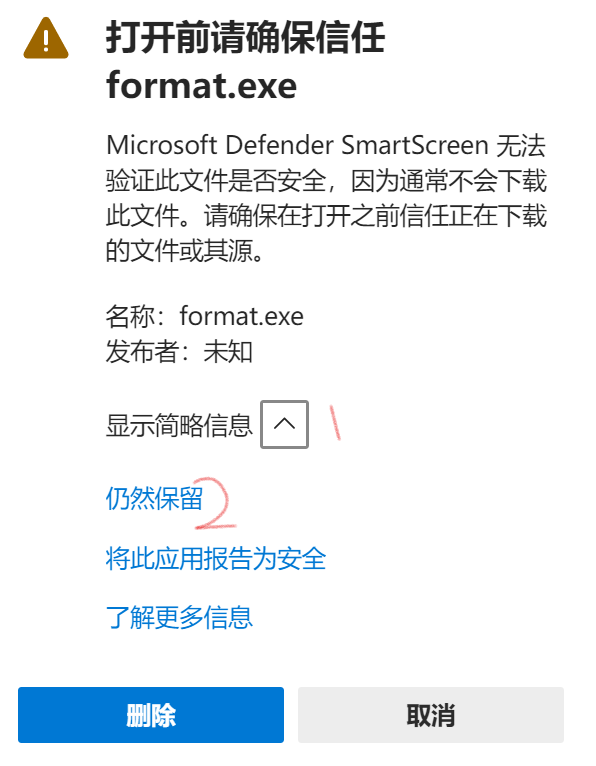 打开前请确保信任
format.exe
Microsoft Defender SmartScreen 无法
验证此文件是否安全，因为通常不会下载
此文件。请确保在打开之前信任正在下载
的文件或其源。
名称：format.exe
发布者：未知
显示简略信息 1
仍然保留 2
将此应用报告为安全
了解更多信息
删除 取消